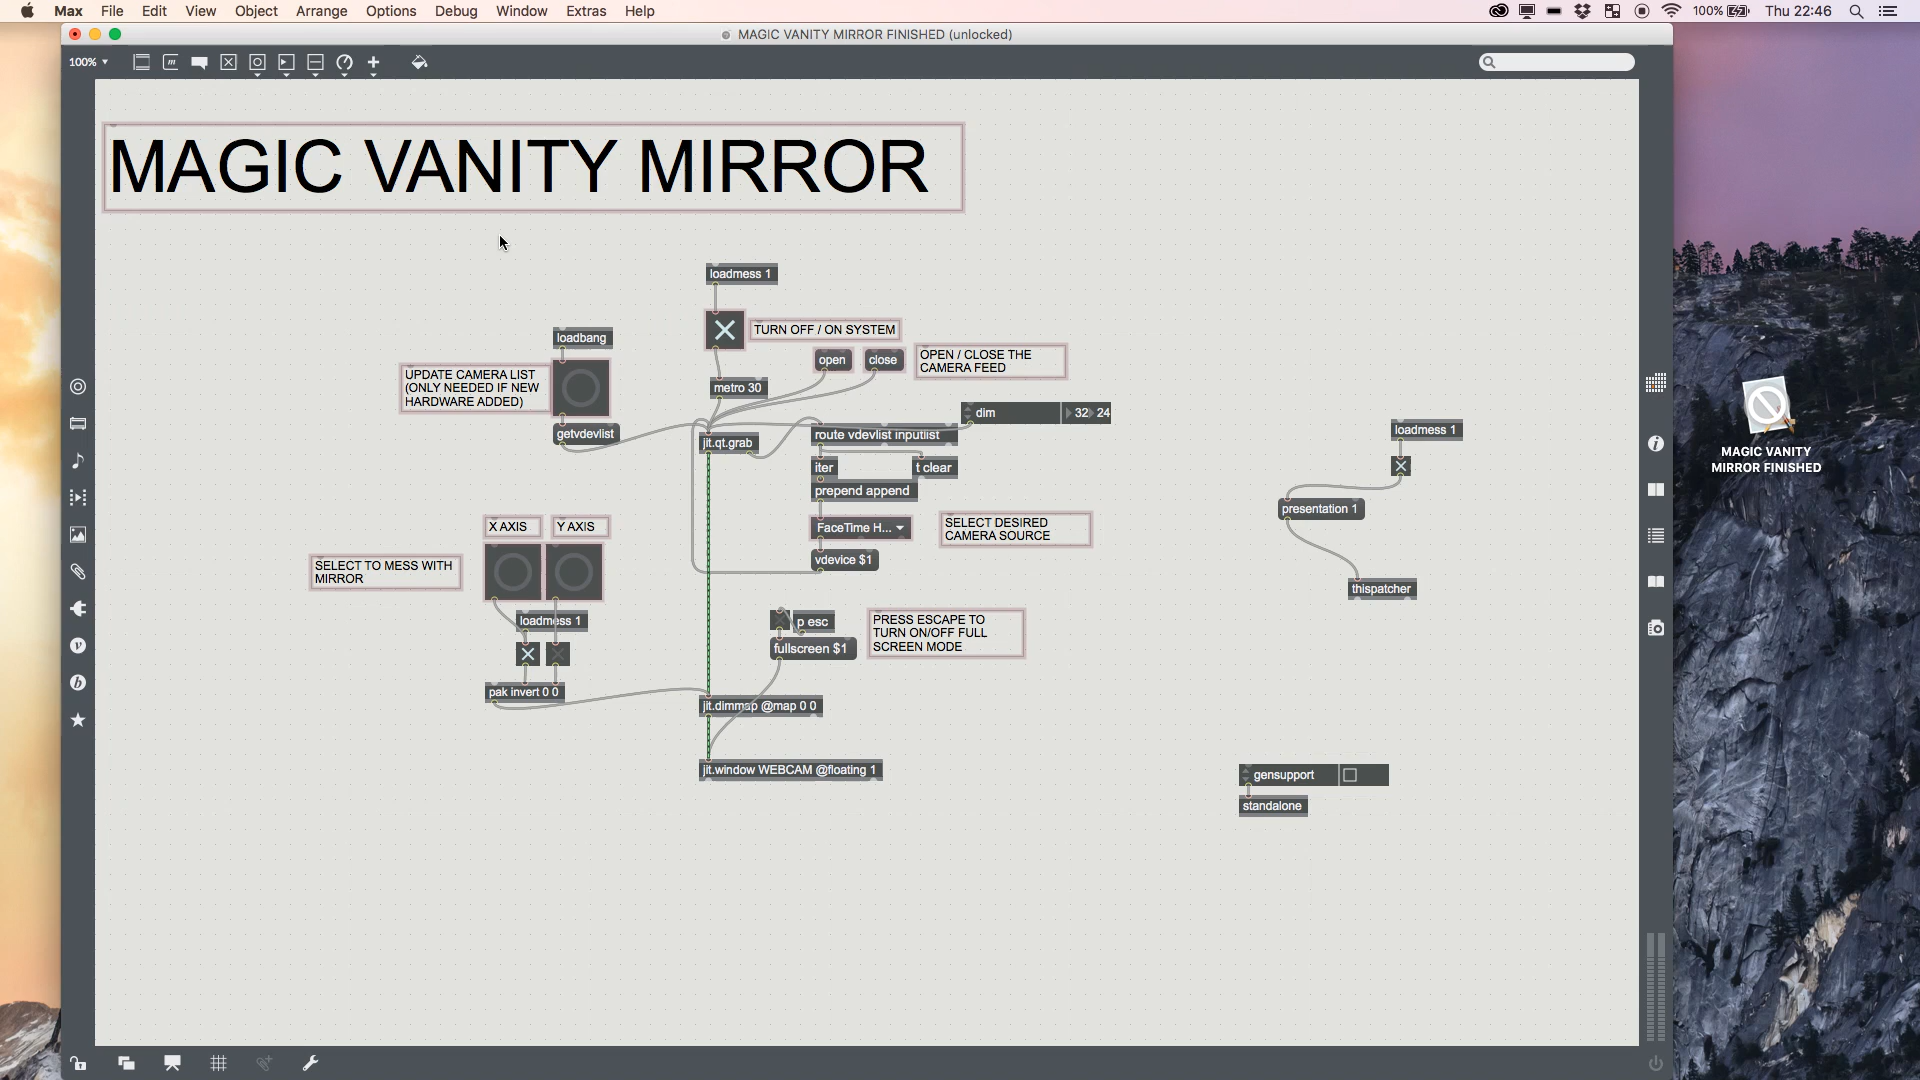 Max File Edit View Object Arrange Options Debug Window Extras Help
100% Thu 22:46
MAGIC VANITY MIRROR FINISHED (unlocked)
100%
MAGIC VANITY MIRROR
loadmess 1
TURN OFF / ON SYSTEM
loadbang
open
close
OPEN / CLOSE THE
CAMERA FEED
UPDATE CAMERA LIST
(ONLY NEEDED IF NEW
HARDWARE ADDED)
metro 30
dim 32 24
getvdevlist
jit.qt.grab
route vdevlist inputlist
iter
t clear
prepend append
FaceTime H...
SELECT DESIRED
CAMERA SOURCE
vdevice $1
X AXIS
Y AXIS
SELECT TO MESS WITH
MIRROR
loadmess 1
pak invert 0 0
p esc
fullscreen $1
PRESS ESCAPE TO
TURN ON/OFF FULL
SCREEN MODE
jit.dimmap @map 0 0
jit.window WEBCAM @floating 1
loadmess 1
presentation 1
thispatcher
gensupport
standalone
MAGIC VANITY
MIRROR FINISHED